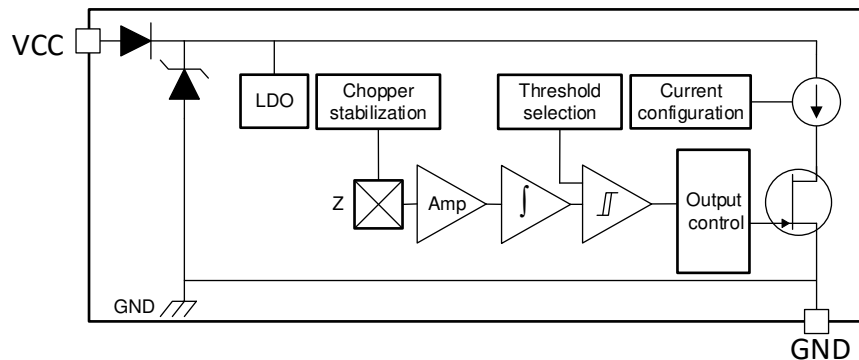 VCC
LDO
Chopper
stabilization
Threshold
selection
Current
configuration
Z
Amp
∫
Output
control
GND
GND